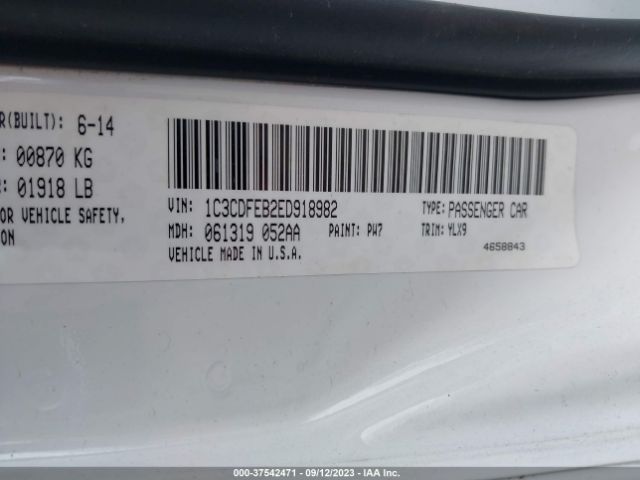 R(BUILT): 6-14
: 00870 KG
: 01918 LB
OR VEHICLE SAFETY,
ION
VIN: 1C3CDFEB2ED918982 TYPE: PASSENGER CAR
MDH: 061319 052AA PAINT: PW7 TRIM: YLX9
VEHICLE MADE IN U.S.A. 4658843
000-37542471 - 09/12/2023 - IAA Inc.